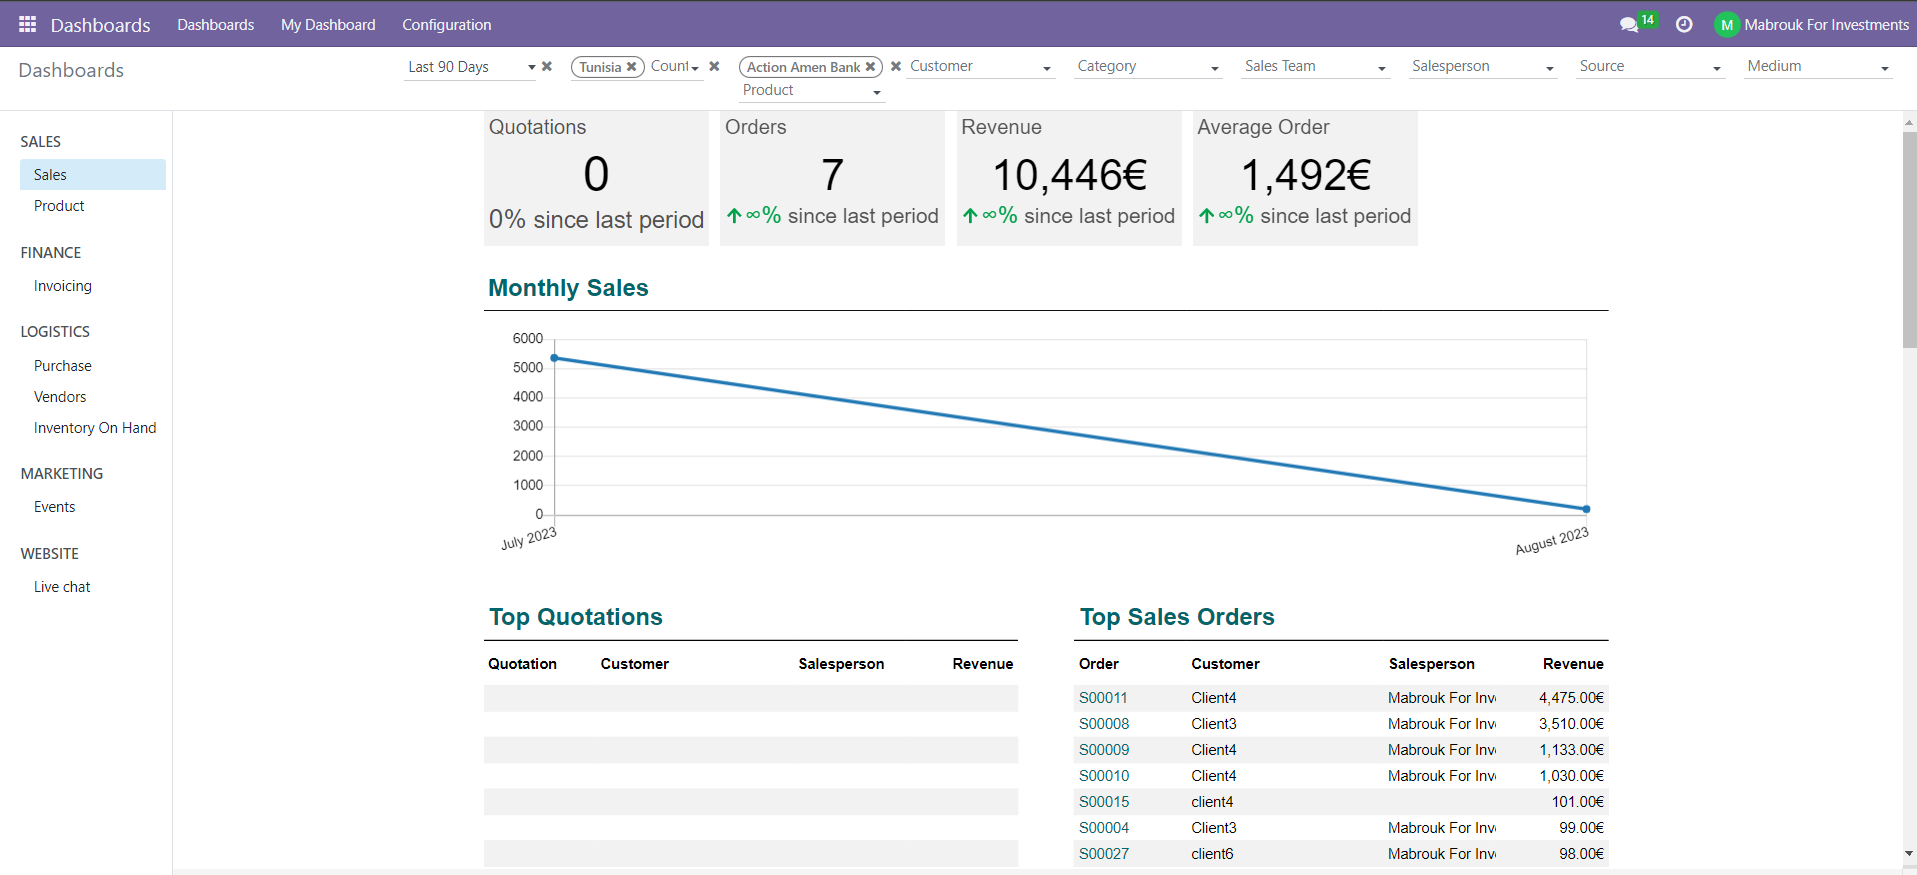 Dashboards Dashboards My Dashboard Configuration 14 M Mabrouk For Investments
Dashboards Last 90 Days Tunisia Count Action Amen Bank Customer Category Sales Team Salesperson Source Medium
Product
SALES
Sales
Product
FINANCE
Invoicing
LOGISTICS
Purchase
Vendors
Inventory On Hand
MARKETING
Events
WEBSITE
Live chat
Quotations
0
0% since last period
Orders
7
∞% since last period
Revenue
10,446€
∞% since last period
Average Order
1,492€
∞% since last period
Monthly Sales
6000
5000
4000
3000
2000
1000
0
July 2023 August 2023
Top Quotations
Quotation Customer Salesperson Revenue
Top Sales Orders
Order Customer Salesperson Revenue
S00011 Client4 Mabrouk For Inv 4,475.00€
S00008 Client3 Mabrouk For Inv 3,510.00€
S00009 Client4 Mabrouk For Inv 1,133.00€
S00010 Client4 Mabrouk For Inv 1,030.00€
S00015 client4 101.00€
S00004 Client3 Mabrouk For Inv 99.00€
S00027 client6 Mabrouk For Inv 98.00€